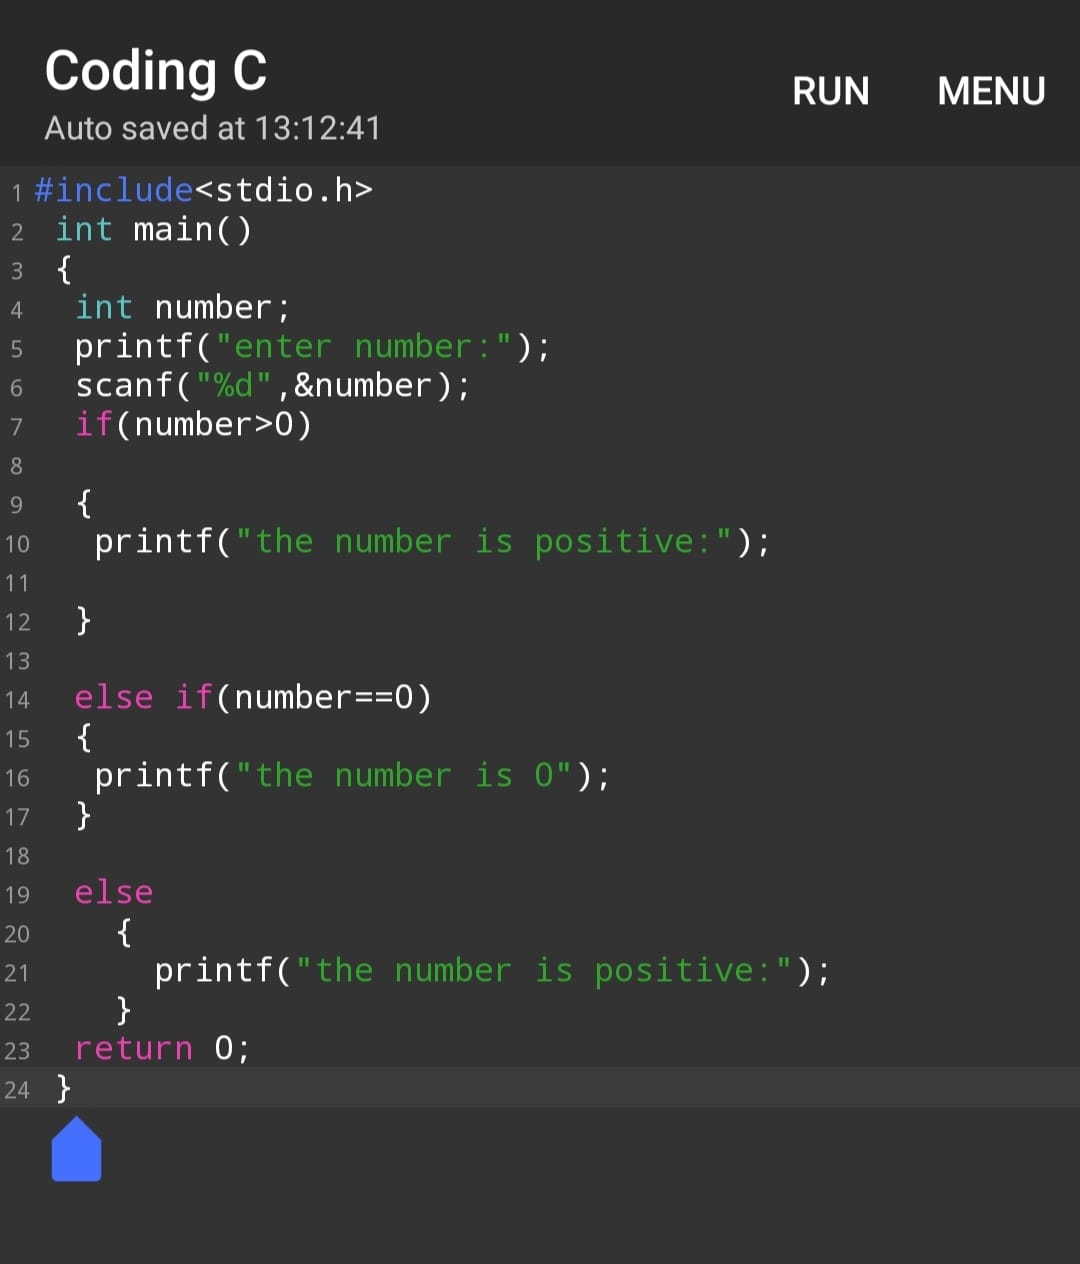 Coding C
Auto saved at 13:12:41
RUN MENU
1 #include<stdio.h>
2 int main()
3 {
4 int number;
5 printf("enter number:");
6 scanf("%d",&number);
7 if(number>0)
8
9 {
10 printf("the number is positive:");
11
12 }
13
14 else if(number==0)
15 {
16 printf("the number is 0");
17 }
18
19 else
20 {
21 printf("the number is positive:");
22 }
23 return 0;
24 }